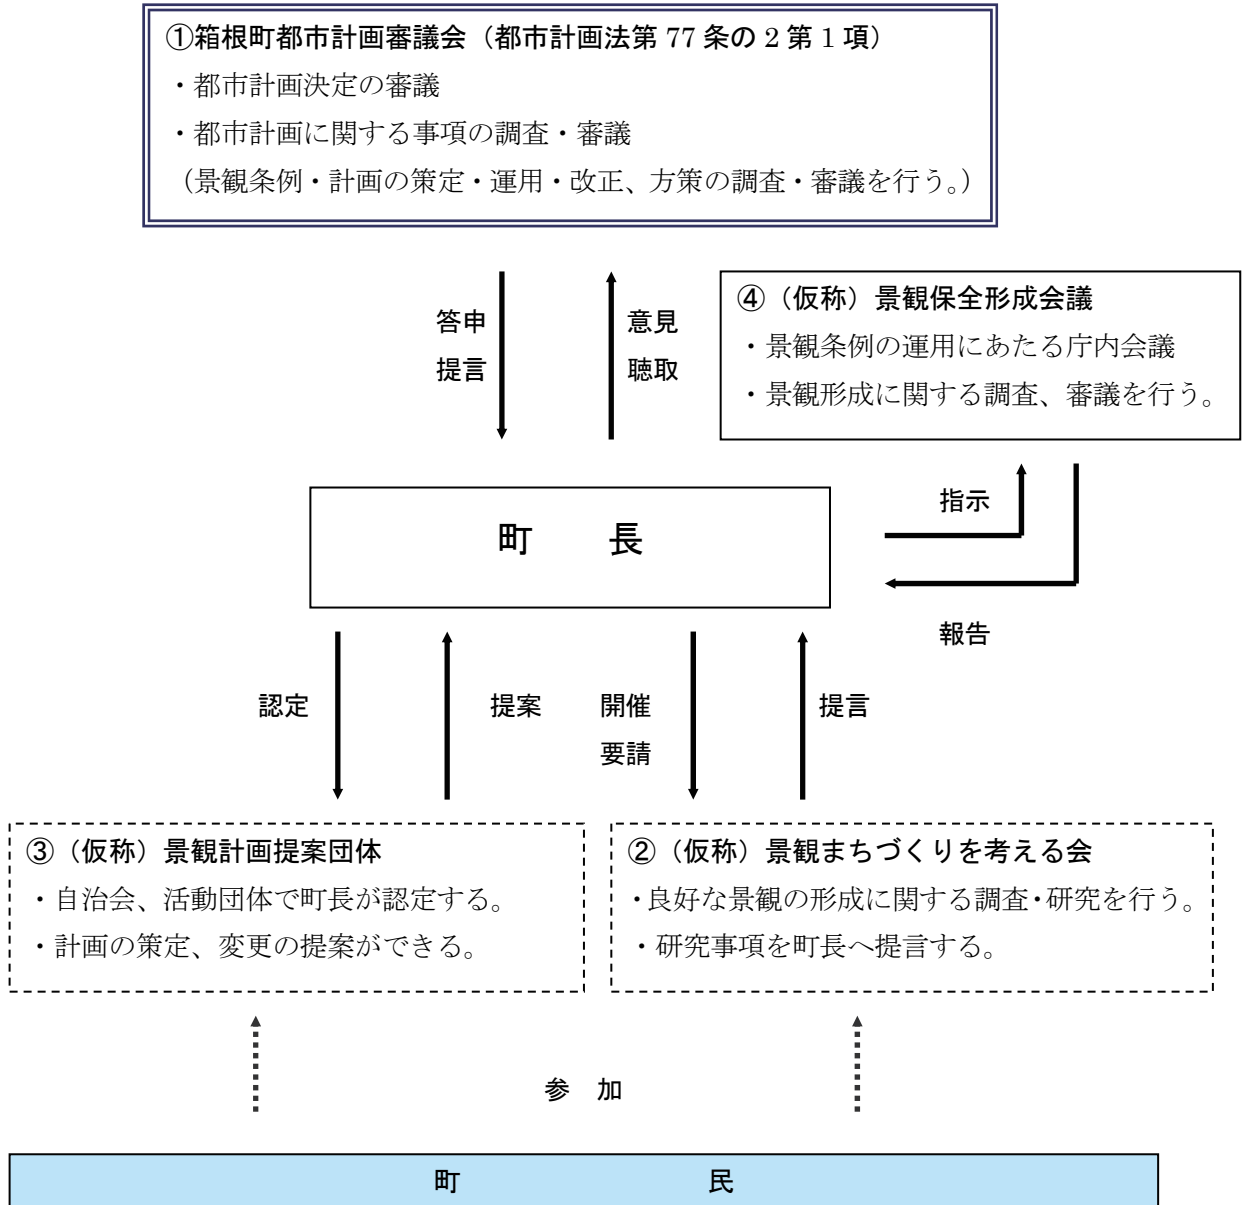 ①箱根町都市計画審議会（都市計画法第 77 条の 2 第 1 項）
・都市計画決定の審議
・都市計画に関する事項の調査・審議
（景観条例・計画の策定・運用・改正、方策の調査・審議を行う。）
答申
提言
意見
聴取
④（仮称）景観保全形成会議
・景観条例の運用にあたる庁内会議
・景観形成に関する調査、審議を行う。
町　長
指示
報告
認定
提案
開催
要請
提言
③（仮称）景観計画提案団体
・自治会、活動団体で町長が認定する。
・計画の策定、変更の提案ができる。
②（仮称）景観まちづくりを考える会
・良好な景観の形成に関する調査・研究を行う。
・研究事項を町長へ提言する。
参　加
町　民